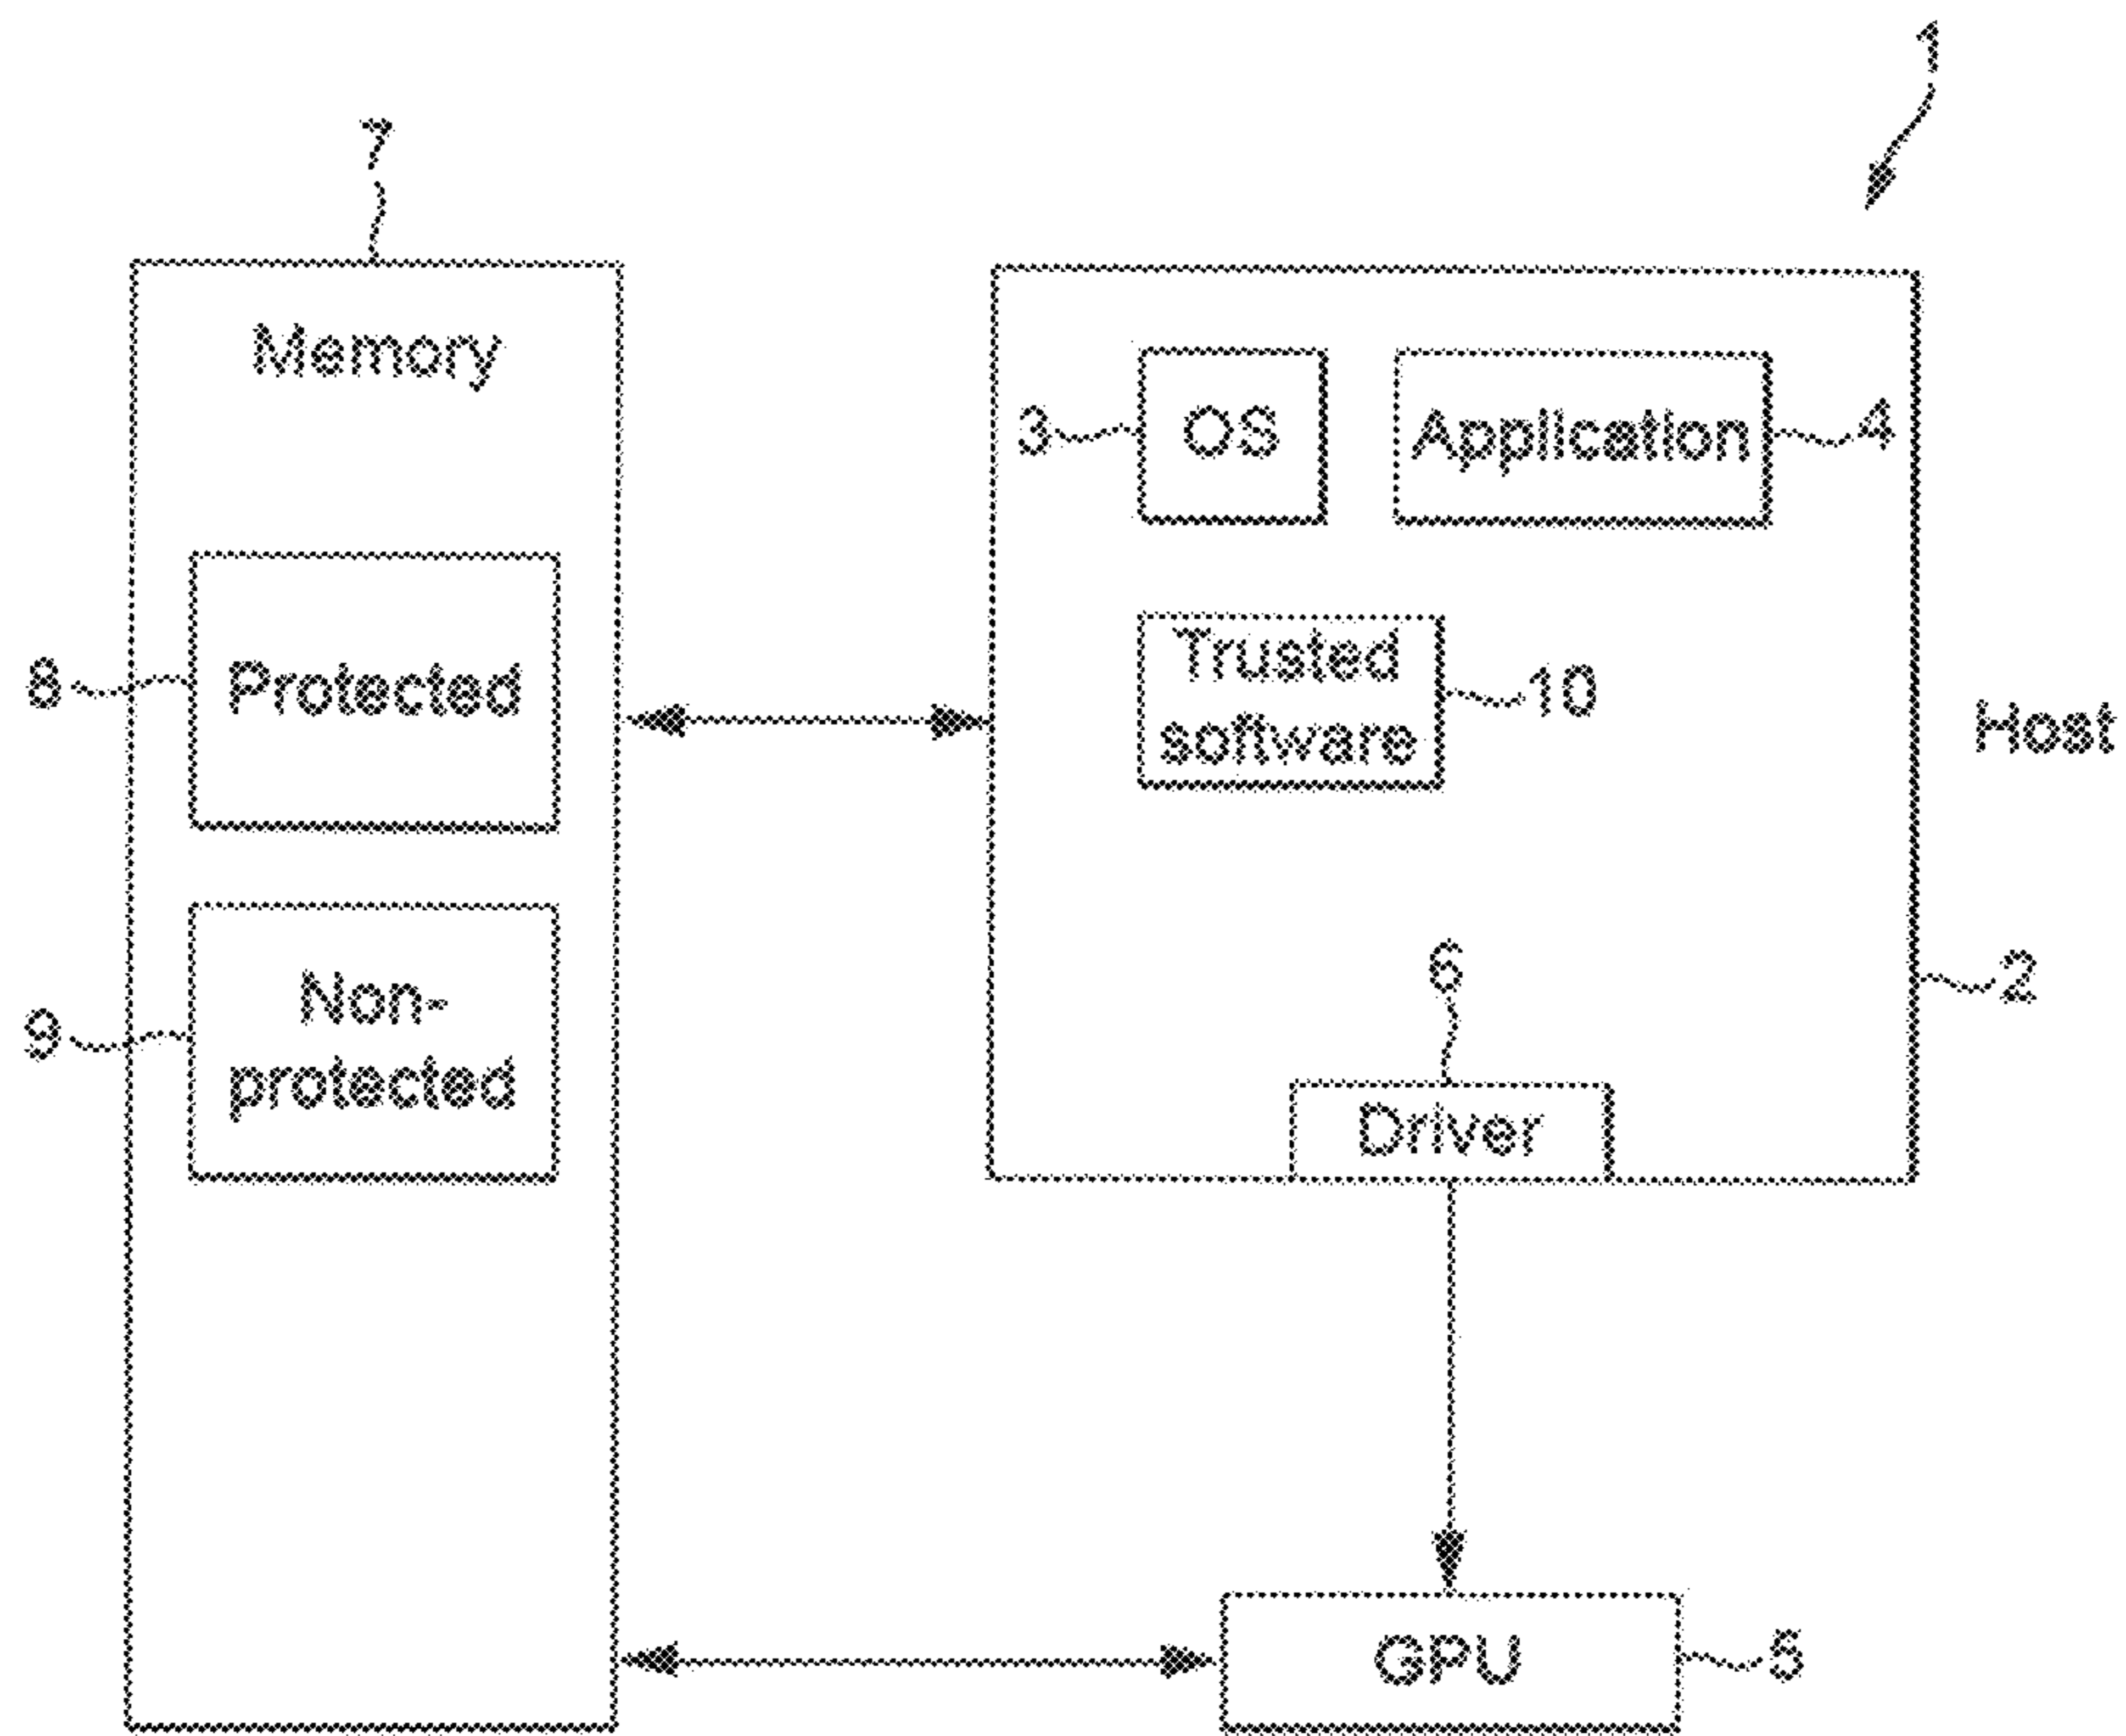 1
7
Memory
3
OS
Application
4
8
Protected
Trusted
software
10
Host
9
Non-
protected
6
2
Driver
GPU
5